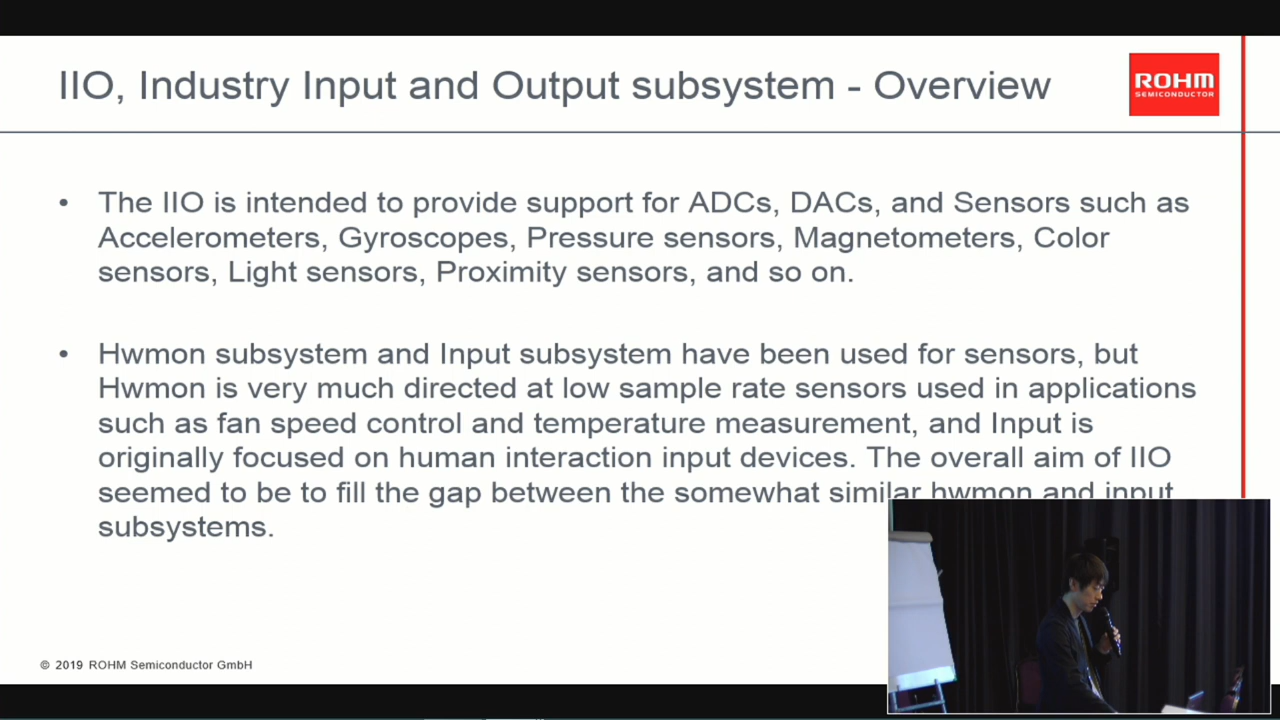 IIO, Industry Input and Output subsystem - Overview
ROHM
SEMICONDUCTOR
• The IIO is intended to provide support for ADCs, DACs, and Sensors such as
Accelerometers, Gyroscopes, Pressure sensors, Magnetometers, Color
sensors, Light sensors, Proximity sensors, and so on.
• Hwmon subsystem and Input subsystem have been used for sensors, but
Hwmon is very much directed at low sample rate sensors used in applications
such as fan speed control and temperature measurement, and Input is
originally focused on human interaction input devices. The overall aim of IIO
seemed to be to fill the gap between the somewhat similar hwmon and input
subsystems.
© 2019 ROHM Semiconductor GmbH